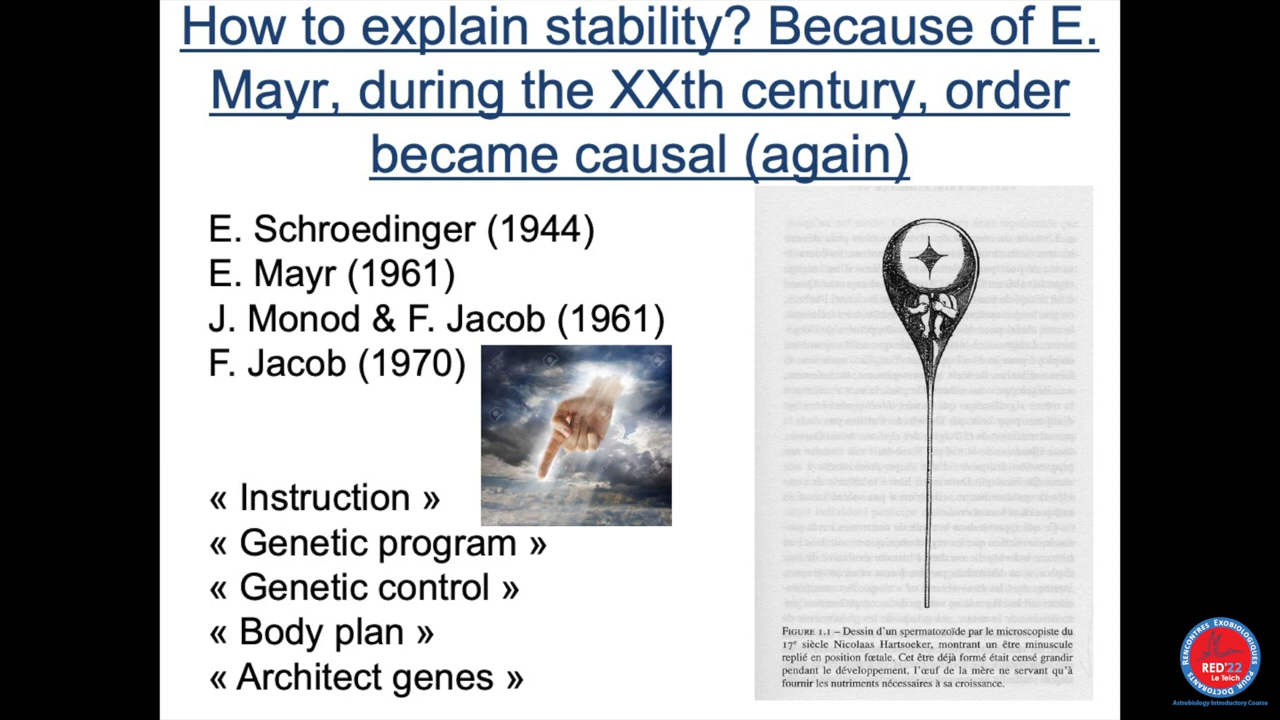 How to explain stability? Because of E.
Mayr, during the XXth century, order
became causal (again)
E. Schroedinger (1944)
E. Mayr (1961)
J. Monod & F. Jacob (1961)
F. Jacob (1970)
« Instruction »
« Genetic program »
« Genetic control »
« Body plan »
« Architect genes »
FIGURE 1.1 – Dessin d'un spermatozoïde par le microscopiste du
17e siècle Nicolaas Hartsoeker, montrant un être minuscule
replié en position fœtale. Cet être déjà formé était censé grandir
pendant le développement, l'œuf de la mère ne servant qu'à
fournir les nutriments nécessaires à sa croissance.
RENCONTRES EXOBIOLOGIQUES POUR DOCTORANTS
RED'22
Le Teich
Astrobiology Introductory Course